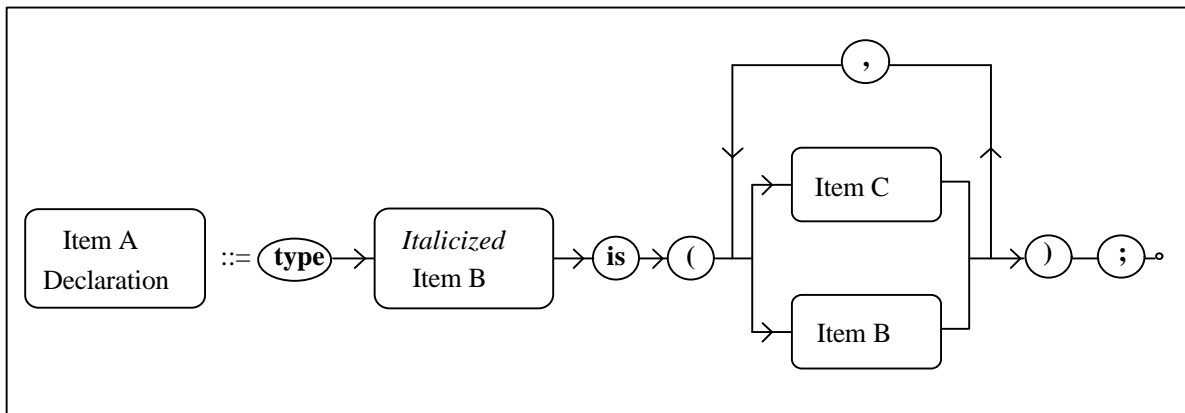 ,
Item C
Item A
Declaration
::=
type
Italicized
Item B
is
(
)
;
Item B